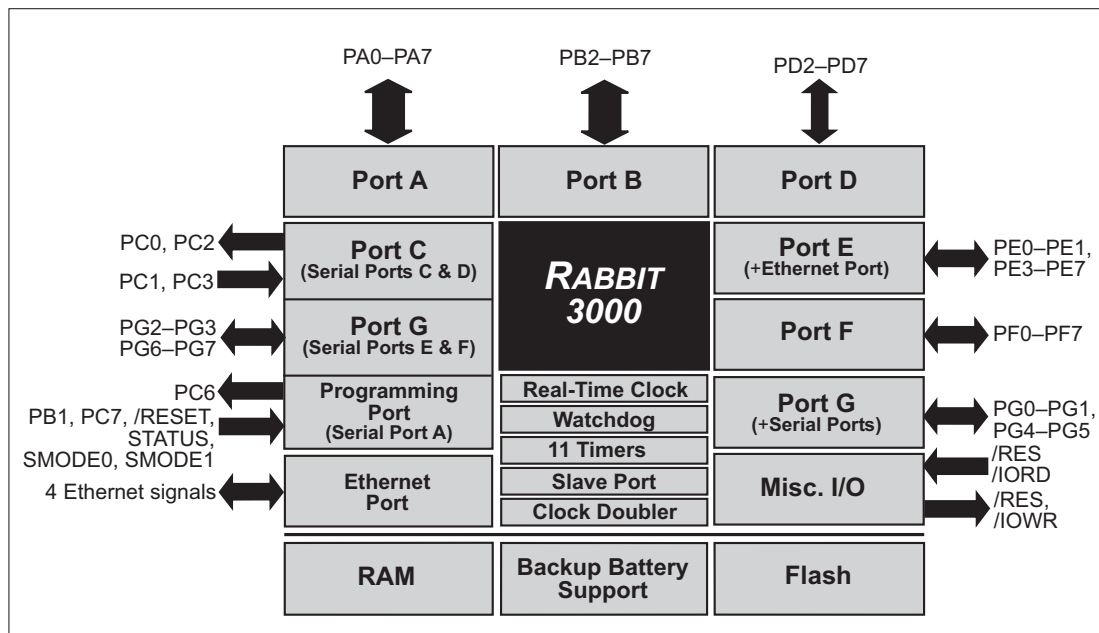 PA0–PA7
PB2–PB7
PD2–PD7
Port A
Port B
Port D
PC0, PC2
PC1, PC3
Port C
(Serial Ports C & D)
RABBIT
3000
Port E
(+Ethernet Port)
PE0–PE1,
PE3–PE7
PG2–PG3
PG6–PG7
Port G
(Serial Ports E & F)
Port F
PF0–PF7
PC6
PB1, PC7, /RESET,
STATUS,
SMODE0, SMODE1
Programming
Port
(Serial Port A)
Real-Time Clock
Watchdog
11 Timers
Slave Port
Clock Doubler
Port G
(+Serial Ports)
PG0–PG1,
PG4–PG5
4 Ethernet signals
Ethernet
Port
Misc. I/O
/RES
/IORD
/RES,
/IOWR
RAM
Backup Battery
Support
Flash